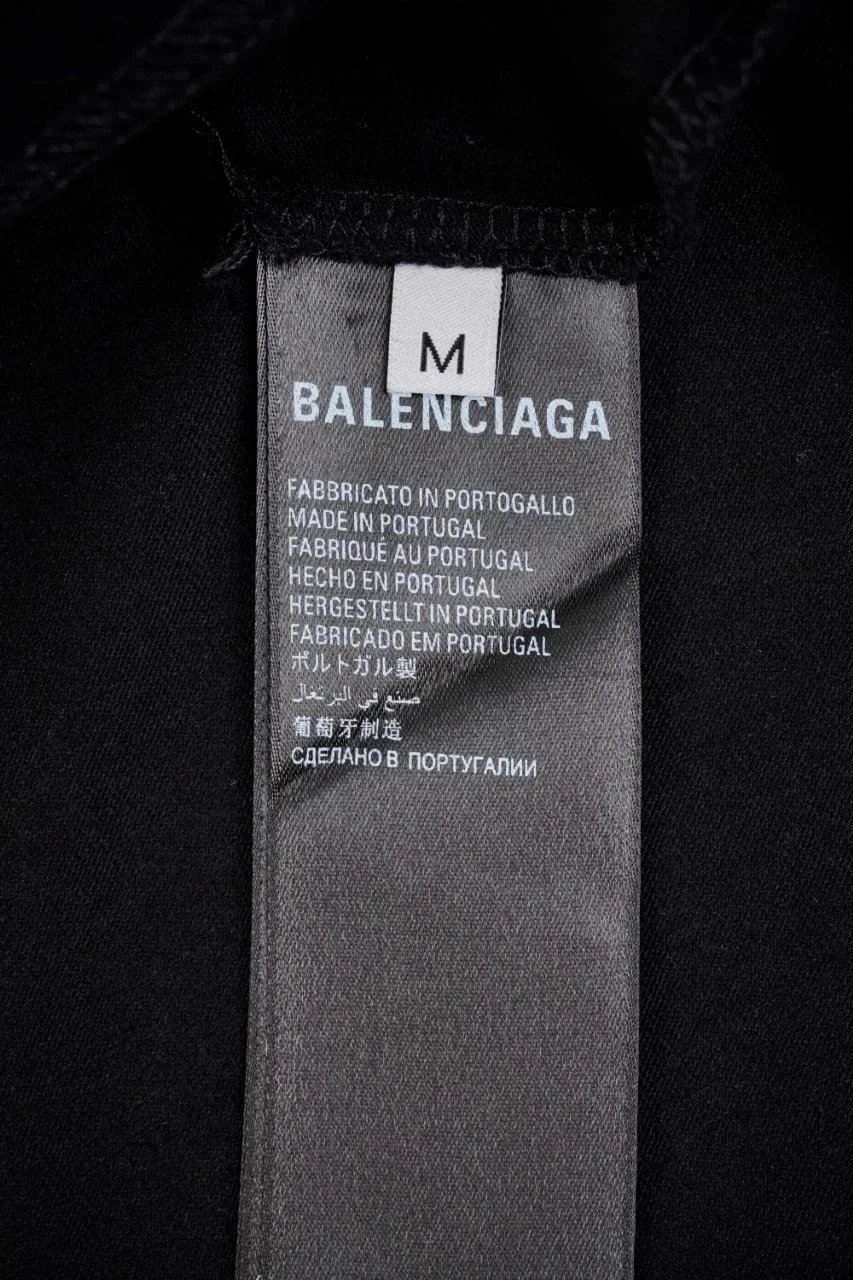 M
BALENCIAGA
FABBRICATO IN PORTOGALLO
MADE IN PORTUGAL
FABRIQUÉ AU PORTUGAL
HECHO EN PORTUGAL
HERGESTELLT IN PORTUGAL
FABRICADO EM PORTUGAL
ポルトガル製
صنع في البرتغال
葡萄牙制造
СДЕЛАНО В ПОРТУГАЛИИ